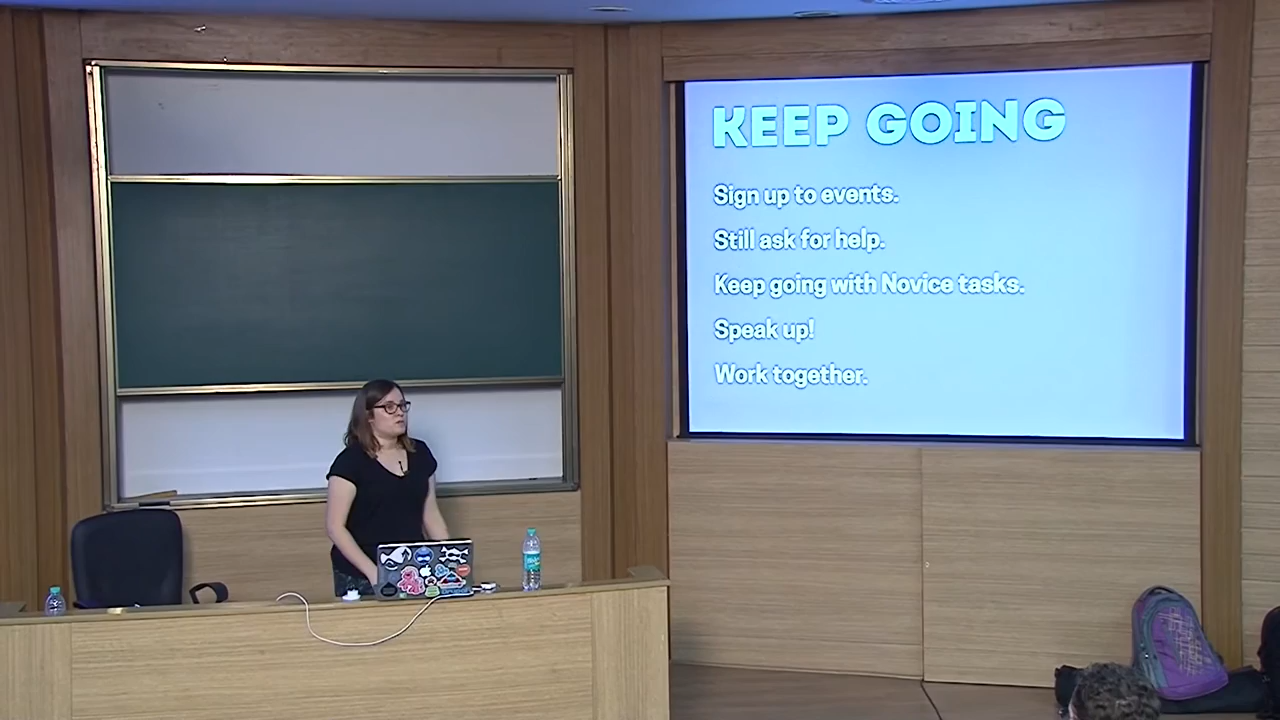 KEEP GOING
Sign up to events.
Still ask for help.
Keep going with Novice tasks.
Speak up!
Work together.